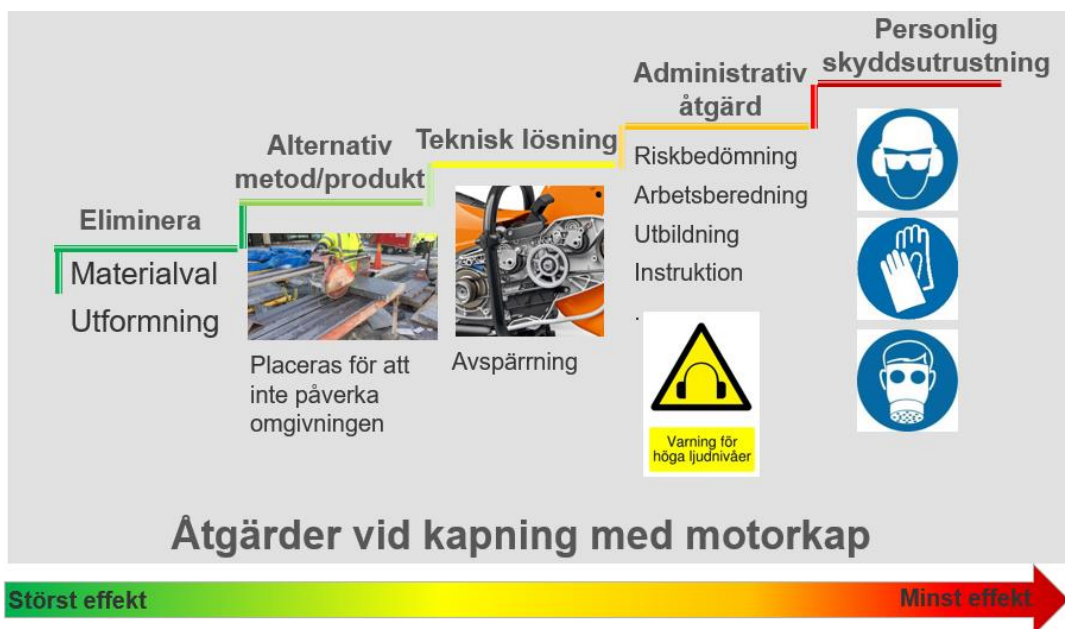 Eliminera
Materialval
Utformning
Alternativ
metod/produkt
Placeras för att
inte påverka
omgivningen
Teknisk lösning
Avspärrning
Administrativ
åtgärd
Riskbedömning
Arbetsberedning
Utbildning
Instruktion
.
Varning för
höga ljudnivåer
Personlig
skyddsutrustning
Åtgärder vid kapning med motorkap
Störst effekt
Minst effekt